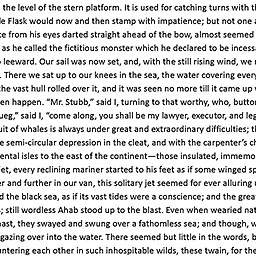 the level of the stern platform. It is used for catching turns with th
le Flask would now and then stamp with impatience; but not one a
ce from his eyes darted straight ahead of the bow, almost seemed
as he called the fictitious monster which he declared to be incess
o leeward. Our sail was now set, and, with the still rising wind, we r
. There we sat up to our knees in the sea, the water covering every
the vast hull rolled over it, and it was seen no more till it came up
en happen. “Mr. Stubb,” said I, turning to that worthy, who, button
ueg,” said I, “come along, you shall be my lawyer, executor, and leg
uit of whales is always under great and extraordinary difficulties; th
e semi-circular depression in the cleat, and with the carpenter’s ch
ental isles to the east of the continent—those insulated, immemo
et, every reclining mariner started to his feet as if some winged sp
r and further in our van, this solitary jet seemed for ever alluring u
d the black sea, as if its vast tides were a conscience; and the grea
s; still wordless Ahab stood up to the blast. Even when wearied nat
nast, they swayed and swung over a fathomless sea; and though, w
gazing over into the water. There seemed but little in the words, b
untering each other in such inhospitable wilds, these twain, for the